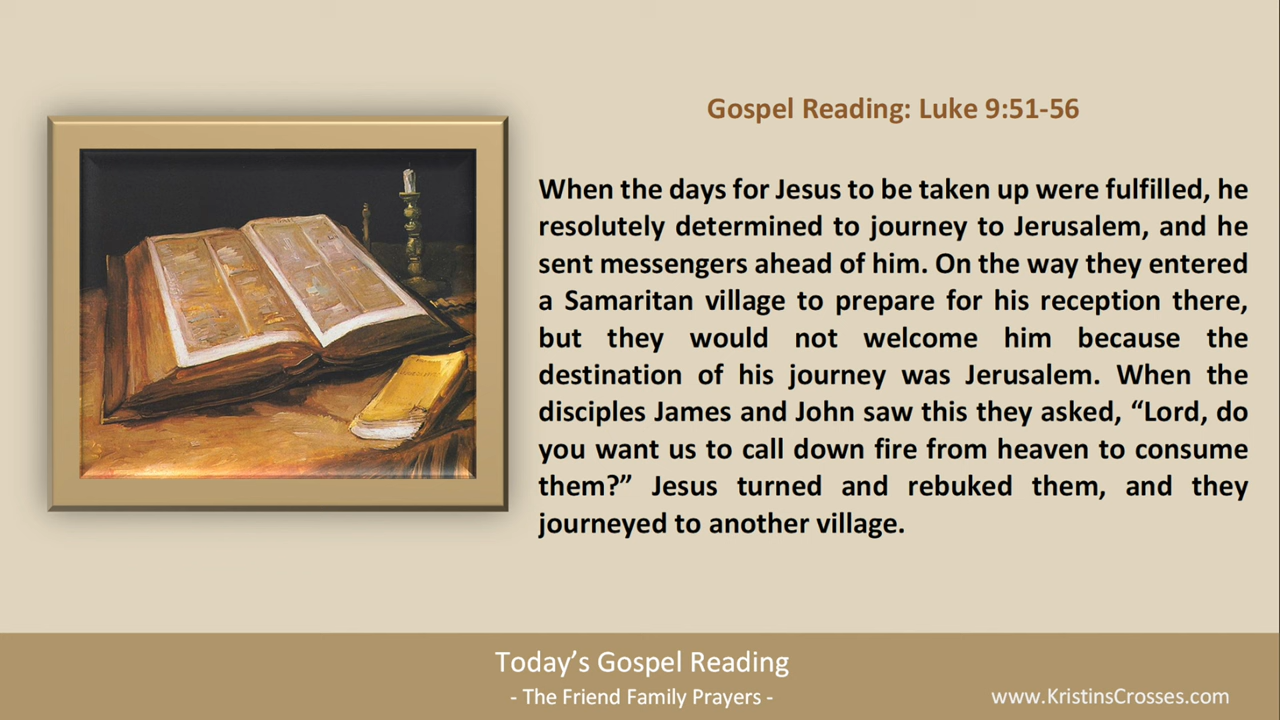 Gospel Reading: Luke 9:51-56
When the days for Jesus to be taken up were fulfilled, he
resolutely determined to journey to Jerusalem, and he
sent messengers ahead of him. On the way they entered
a Samaritan village to prepare for his reception there,
but they would not welcome him because the
destination of his journey was Jerusalem. When the
disciples James and John saw this they asked, “Lord, do
you want us to call down fire from heaven to consume
them?” Jesus turned and rebuked them, and they
journeyed to another village.
Today’s Gospel Reading
- The Friend Family Prayers -
www.KristinsCrosses.com